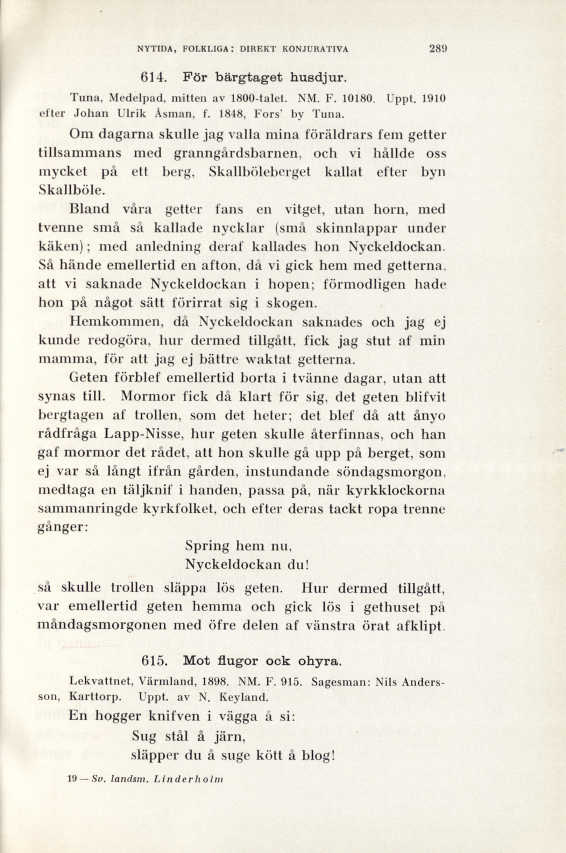 NYTIDA, FOLKLIGA: DIREKT KONJURATIVA 289
614. För bärgtaget husdjur.
Tuna, Medelpad, mitten av 1800-talet. NM. F. 10180. Uppt. 1910
efter Johan Ulrik Åsman, f. 1848, Fors' by Tuna.
Om dagarna skulle jag valla mina föräldrars fem getter
tillsammans med granngårdsbarnen, och vi hållde oss
mycket på ett berg, Skallböleberget kallat efter byn
Skallböle.
Bland våra getter fans en vitget, utan horn, med
tvenne små så kallade nycklar (små skinnlappar under
käken); med anledning deraf kallades hon Nyckeldockan.
Så hände emellertid en afton, då vi gick hem med getterna,
att vi saknade Nyckeldockan i hopen; förmodligen hade
hon på något sätt förirrat sig i skogen.
Hemkommen, då Nyckeldockan saknades och jag ej
kunde redogöra, hur dermed tillgått, fick jag stut af min
mamma, för att jag ej bättre waktat getterna.
Geten förblef emellertid borta i tvänne dagar, utan att
synas till. Mormor fick då klart för sig, det geten blifvit
bergtagen af trollen, som det heter; det blef då att ånyo
rådfråga Lapp-Nisse, hur geten skulle återfinnas, och han
gaf mormor det rådet, att hon skulle gå upp på berget, som
ej var så långt ifrån gården, instundande söndagsmorgon,
medtaga en täljknif i handen, passa på, när kyrkklockorna
sammanringde kyrkfolket, och efter deras tackt ropa trenne
gånger:
Spring hem nu,
Nyckeldockan du!
så skulle trollen släppa lös geten. Hur dermed tillgått,
var emellertid geten hemma och gick lös i gethuset på
måndagsmorgonen med öfre delen af vänstra örat afklipt.
615. Mot flugor ock ohyra.
Lekvattnet, Värmland, 1898. NM. F. 915. Sagesman: Nils Anders-
son, Karttorp. Uppt. av N. Keyland.
En hogger knifven i vägga å si:
Sug stål å järn,
släpper du å suge kött å blog!
19 — Sv. landsm. Linderholm